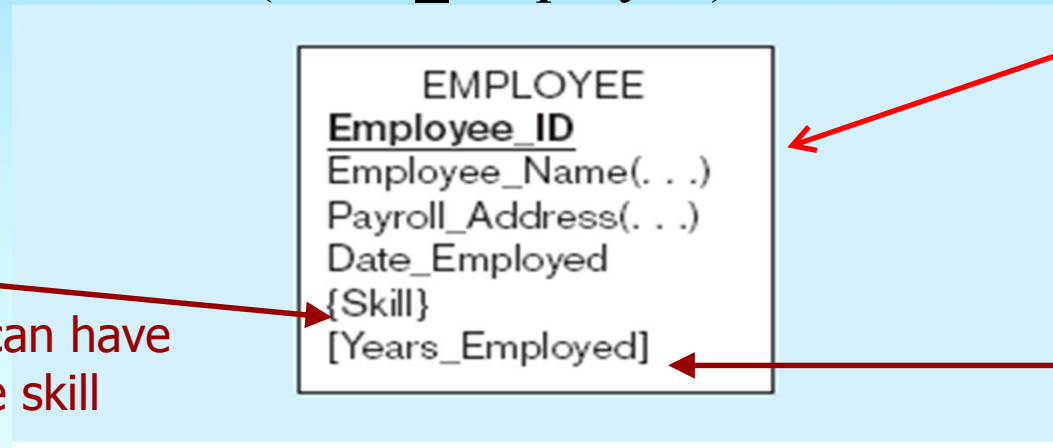 EMPLOYEE
Employee_ID
Employee_Name(. . .)
Payroll_Address(. . .)
Date_Employed
{Skill}
[Years_Employed]
can have
skill